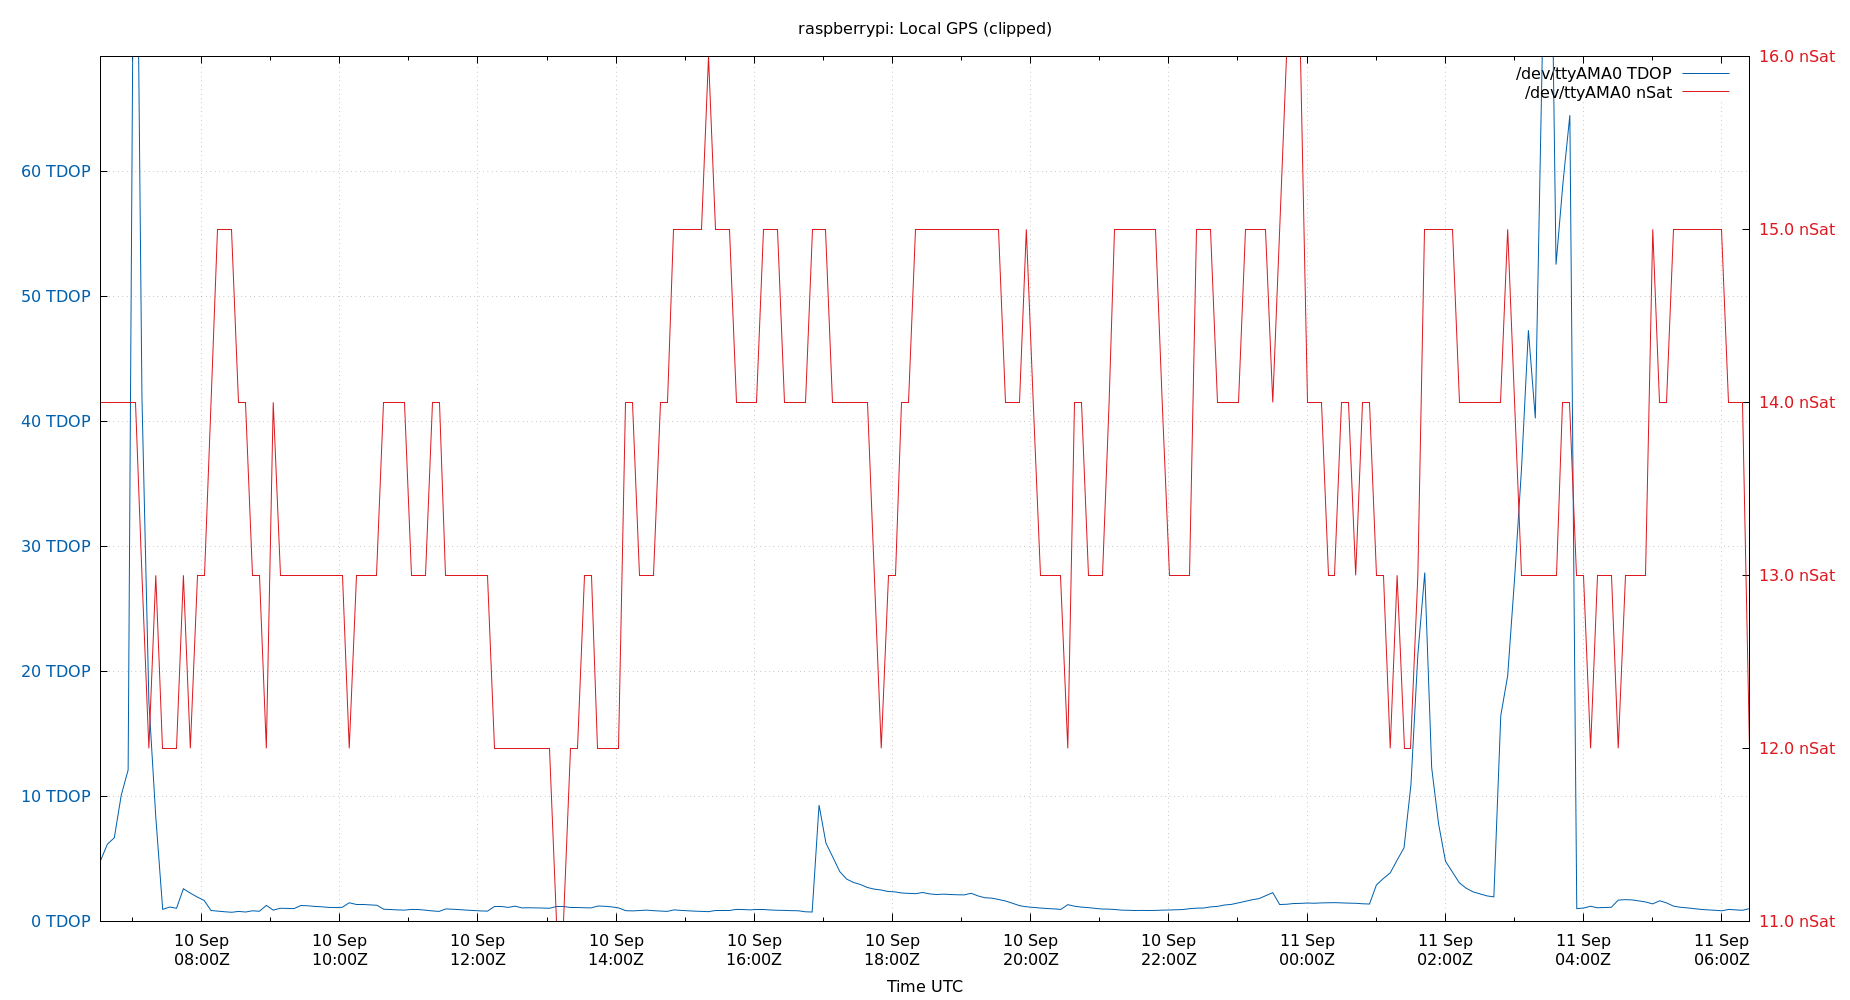 raspberrypi: Local GPS (clipped)
/dev/ttyAMA0 TDOP
/dev/ttyAMA0 nSat
60 TDOP
50 TDOP
40 TDOP
30 TDOP
20 TDOP
10 TDOP
0 TDOP
16.0 nSat
15.0 nSat
14.0 nSat
13.0 nSat
12.0 nSat
11.0 nSat
10 Sep 10 Sep 10 Sep 10 Sep 10 Sep 10 Sep 10 Sep 10 Sep 11 Sep 11 Sep 11 Sep 11 Sep
08:00Z 10:00Z 12:00Z 14:00Z 16:00Z 18:00Z 20:00Z 22:00Z 00:00Z 02:00Z 04:00Z 06:00Z
Time UTC